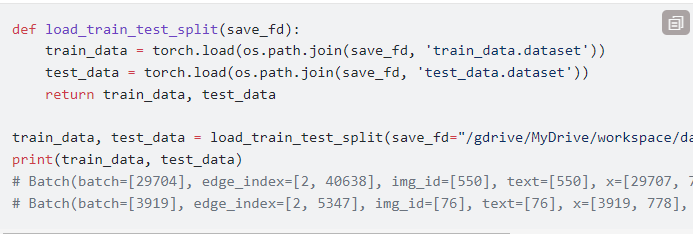 def load_train_test_split(save_fd):
    train_data = torch.load(os.path.join(save_fd, 'train_data.dataset'))
    test_data = torch.load(os.path.join(save_fd, 'test_data.dataset'))
    return train_data, test_data
train_data, test_data = load_train_test_split(save_fd="/gdrive/MyDrive/workspace/da
print(train_data, test_data)
# Batch(batch=[29704], edge_index=[2, 40638], img_id=[550], text=[550], x=[29707, 7
# Batch(batch=[3919], edge_index=[2, 5347], img_id=[76], text=[76], x=[3919, 778],